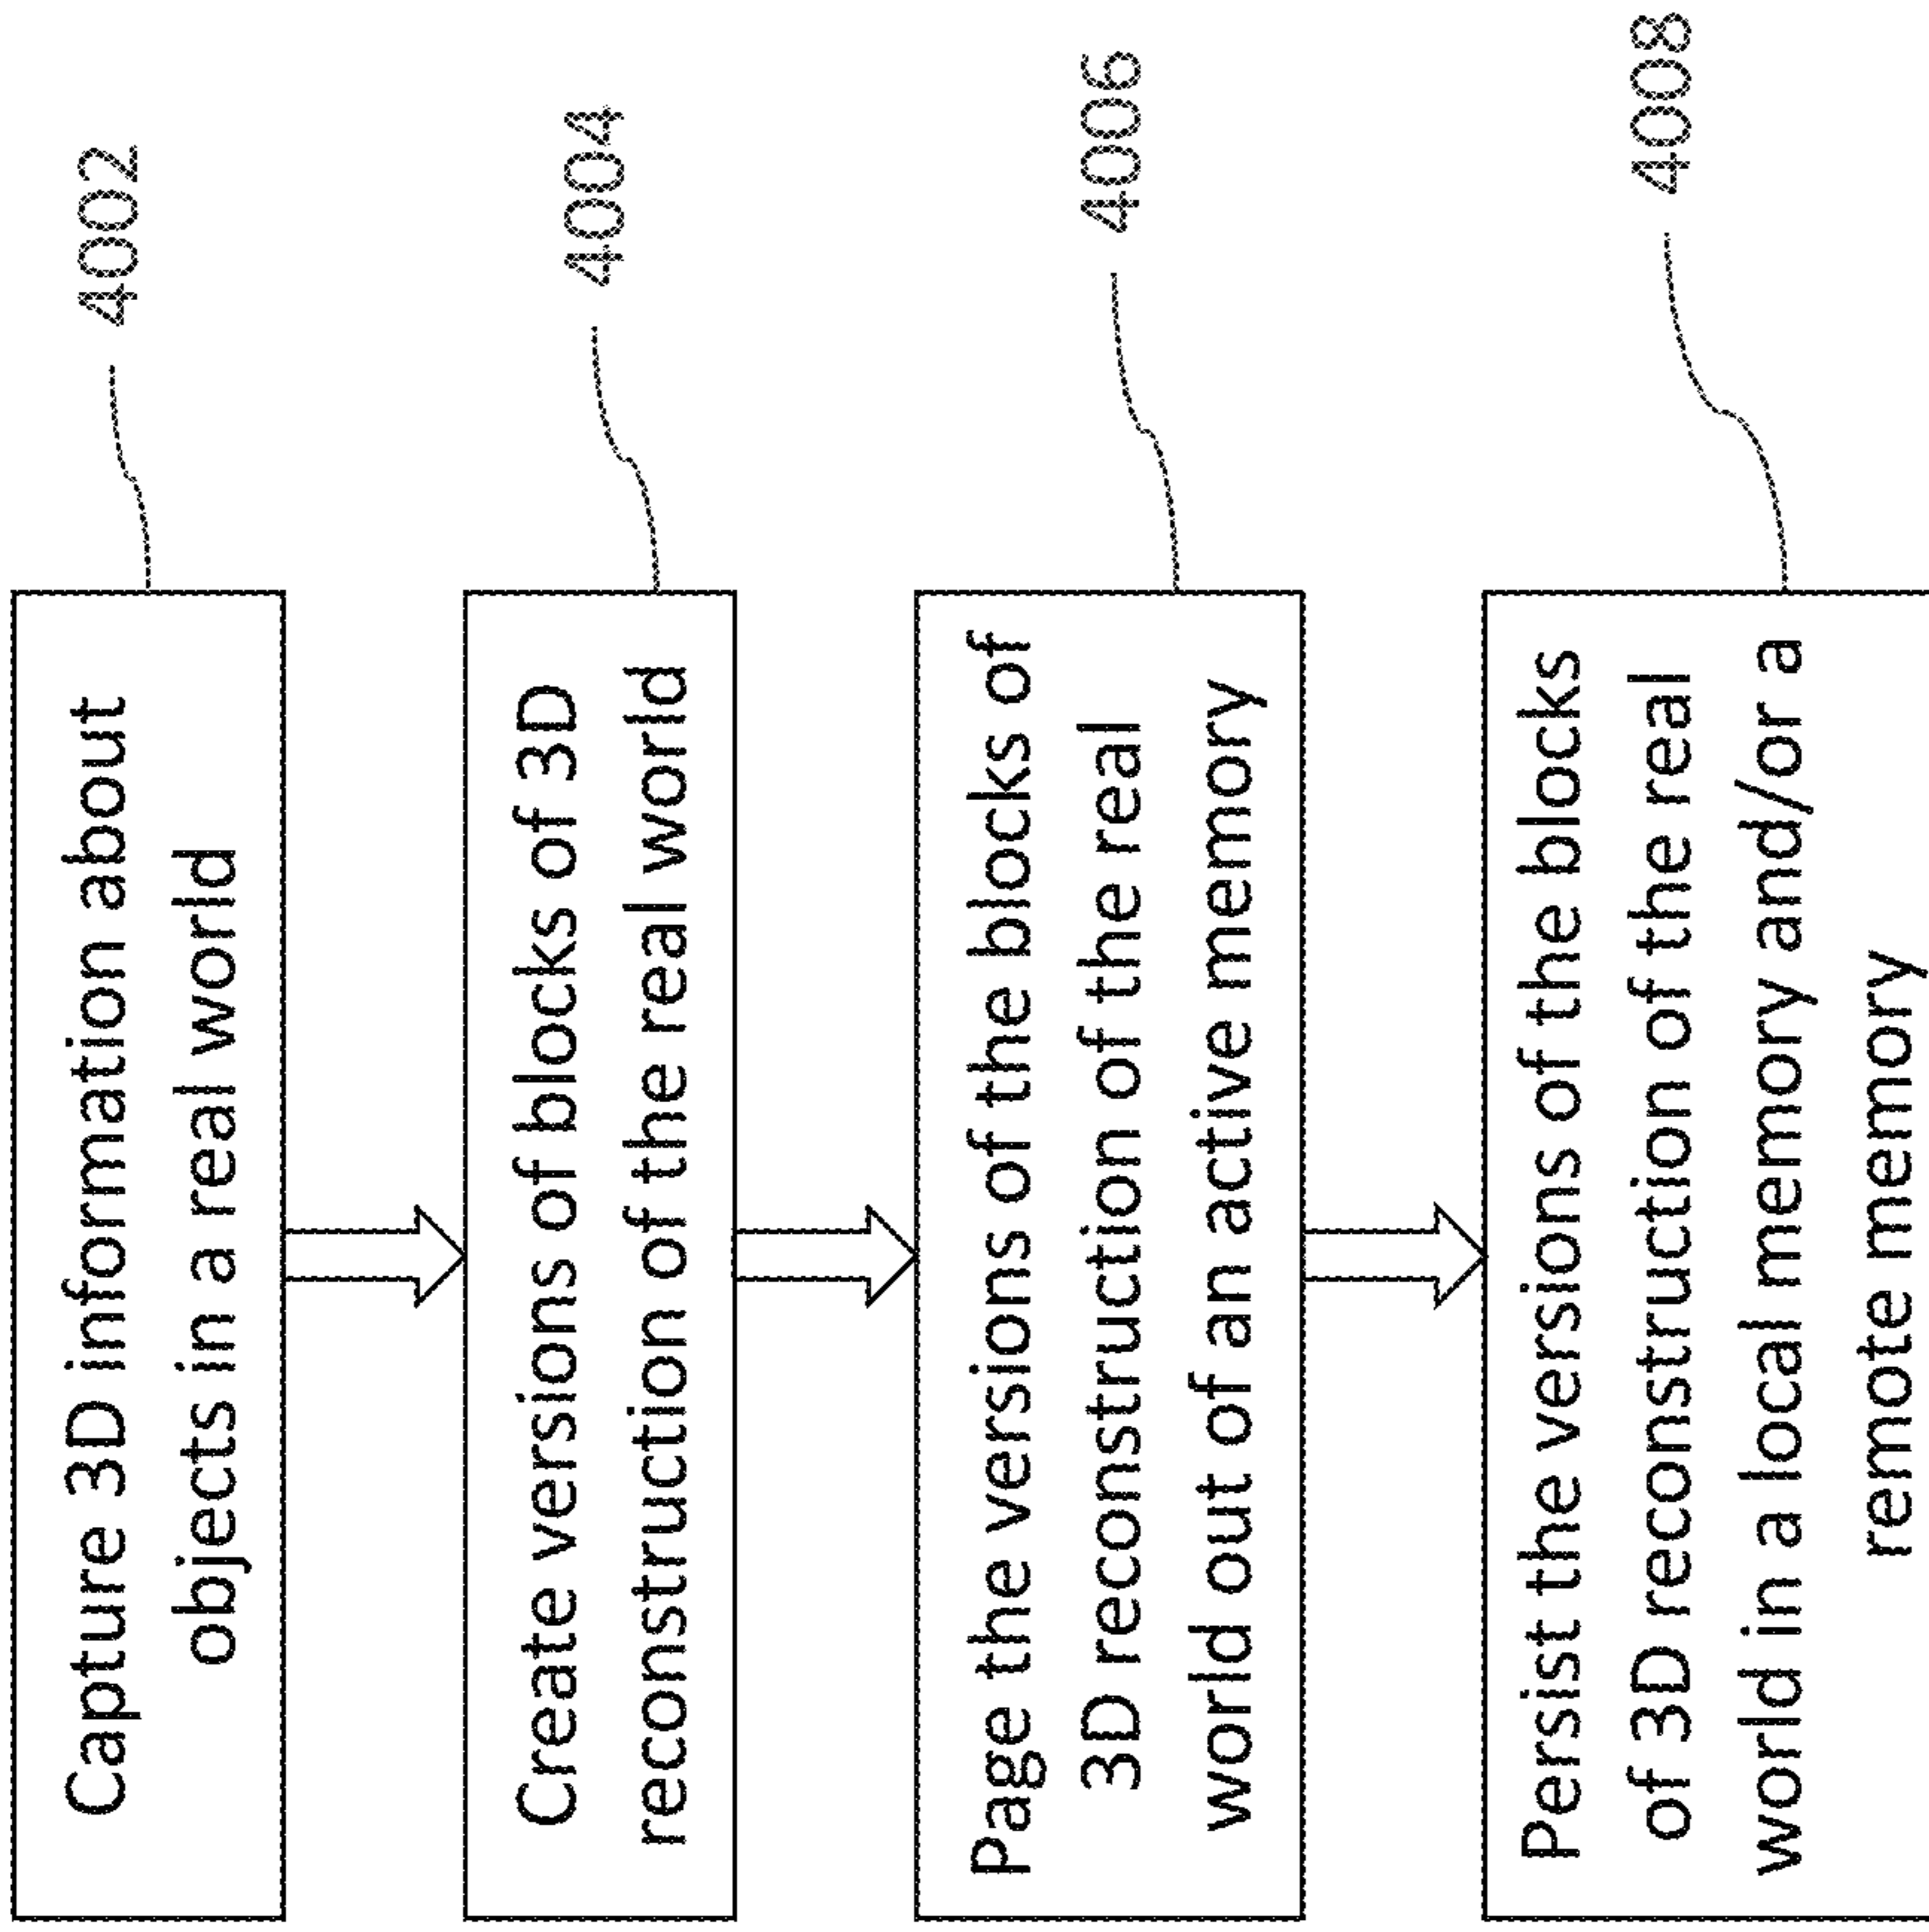 Capture 3D information about
objects in a real world
4002
Create versions of blocks of 3D
reconstruction of the real world
4004
Page the versions of the blocks of
3D reconstruction of the real
world out of an active memory
4006
Persist the versions of the blocks
of 3D reconstruction of the real
world in a local memory and/or a
remote memory
4008